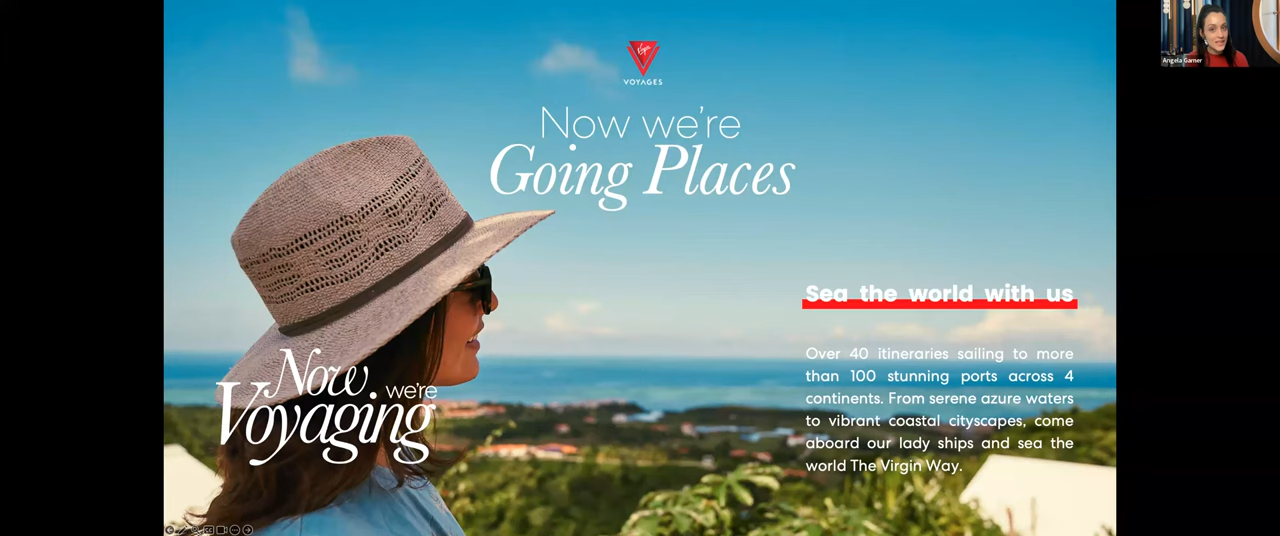 Virgin
VOYAGES
Now we're
Going Places
Angela Garner
Sea the world with us
Over 40 itineraries sailing to more
than 100 stunning ports across 4
continents. From serene azure waters
to vibrant coastal cityscapes, come
aboard our lady ships and sea the
world The Virgin Way.
Now we're
Voyaging